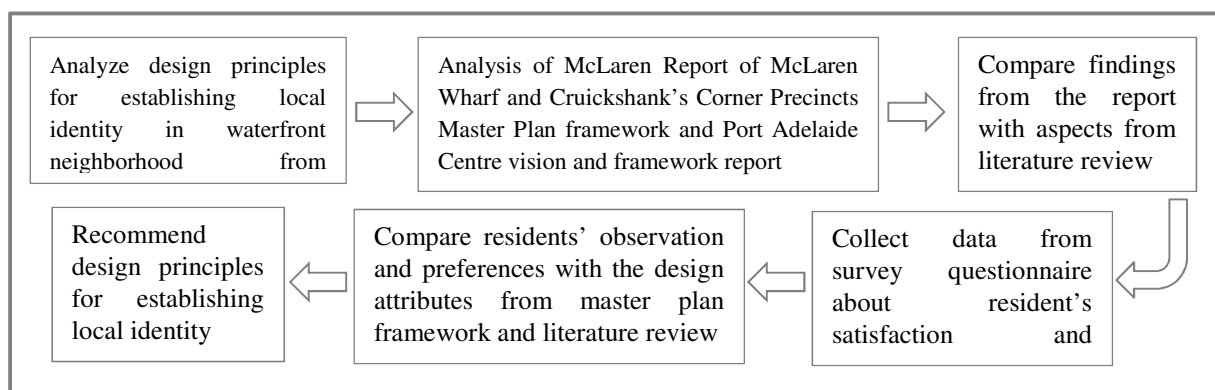 Analyze design principles
for establishing local
identity in waterfront
neighborhood from
Analysis of McLaren Report of McLaren
Wharf and Cruickshank’s Corner Precincts
Master Plan framework and Port Adelaide
Centre vision and framework report
Compare findings
from the report
with aspects from
literature review
Collect data from
survey questionnaire
about resident’s
satisfaction and
Compare residents’ observation
and preferences with the design
attributes from master plan
framework and literature review
Recommend
design principles
for establishing
local identity